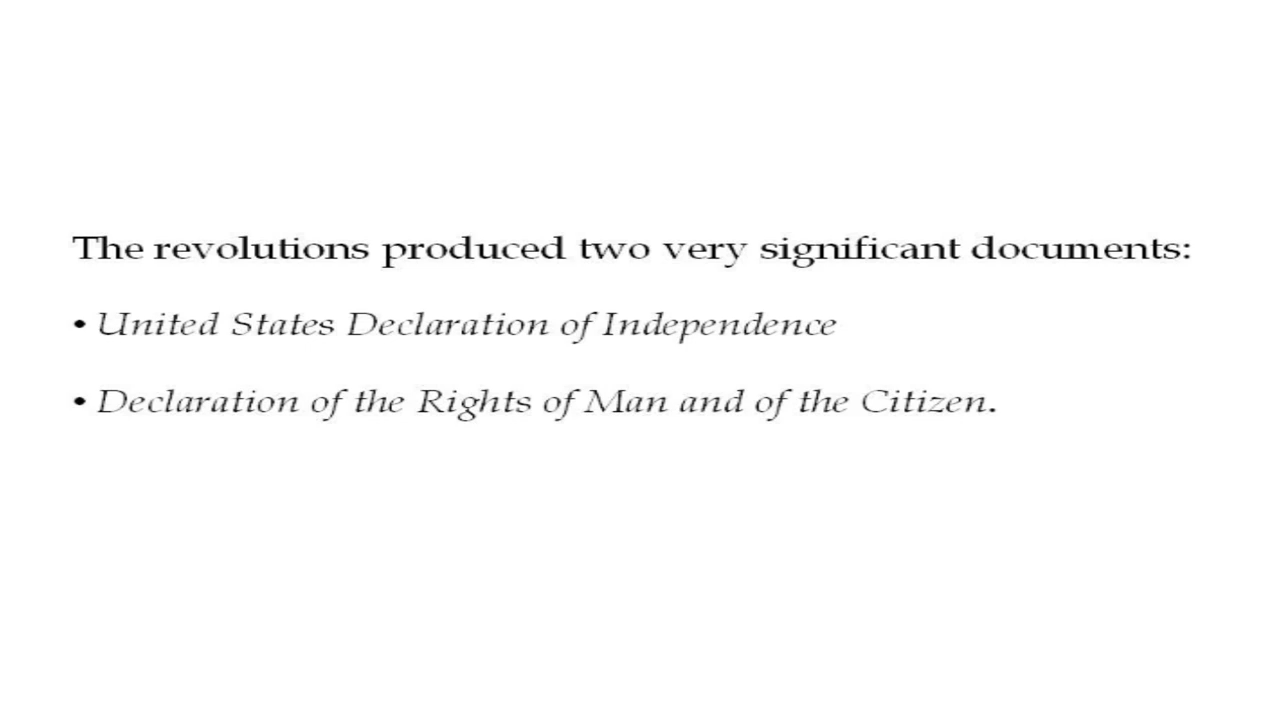 The revolutions produced two very significant documents:
• United States Declaration of Independence
• Declaration of the Rights of Man and of the Citizen.